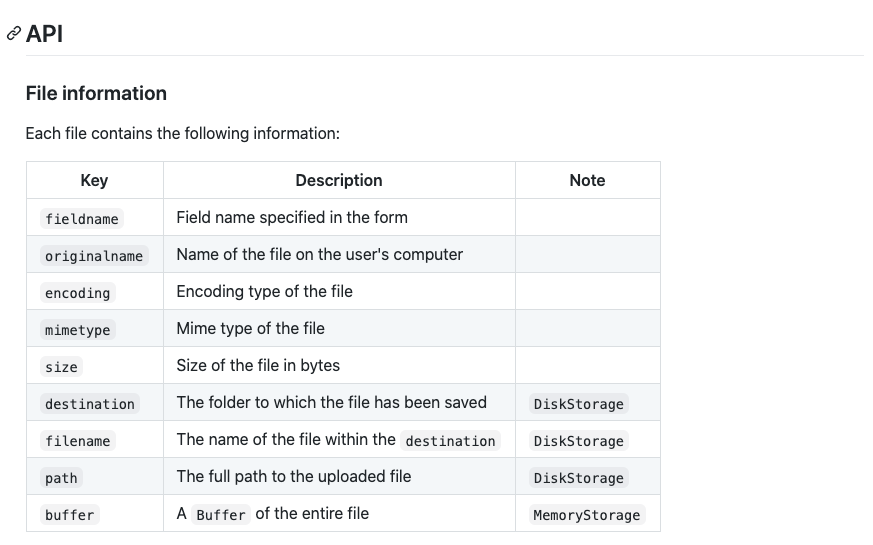 API
File information
Each file contains the following information:
Key Description Note
fieldname Field name specified in the form
originalname Name of the file on the user's computer
encoding Encoding type of the file
mimetype Mime type of the file
size Size of the file in bytes
destination The folder to which the file has been saved DiskStorage
filename The name of the file within the destination DiskStorage
path The full path to the uploaded file DiskStorage
buffer A Buffer of the entire file MemoryStorage